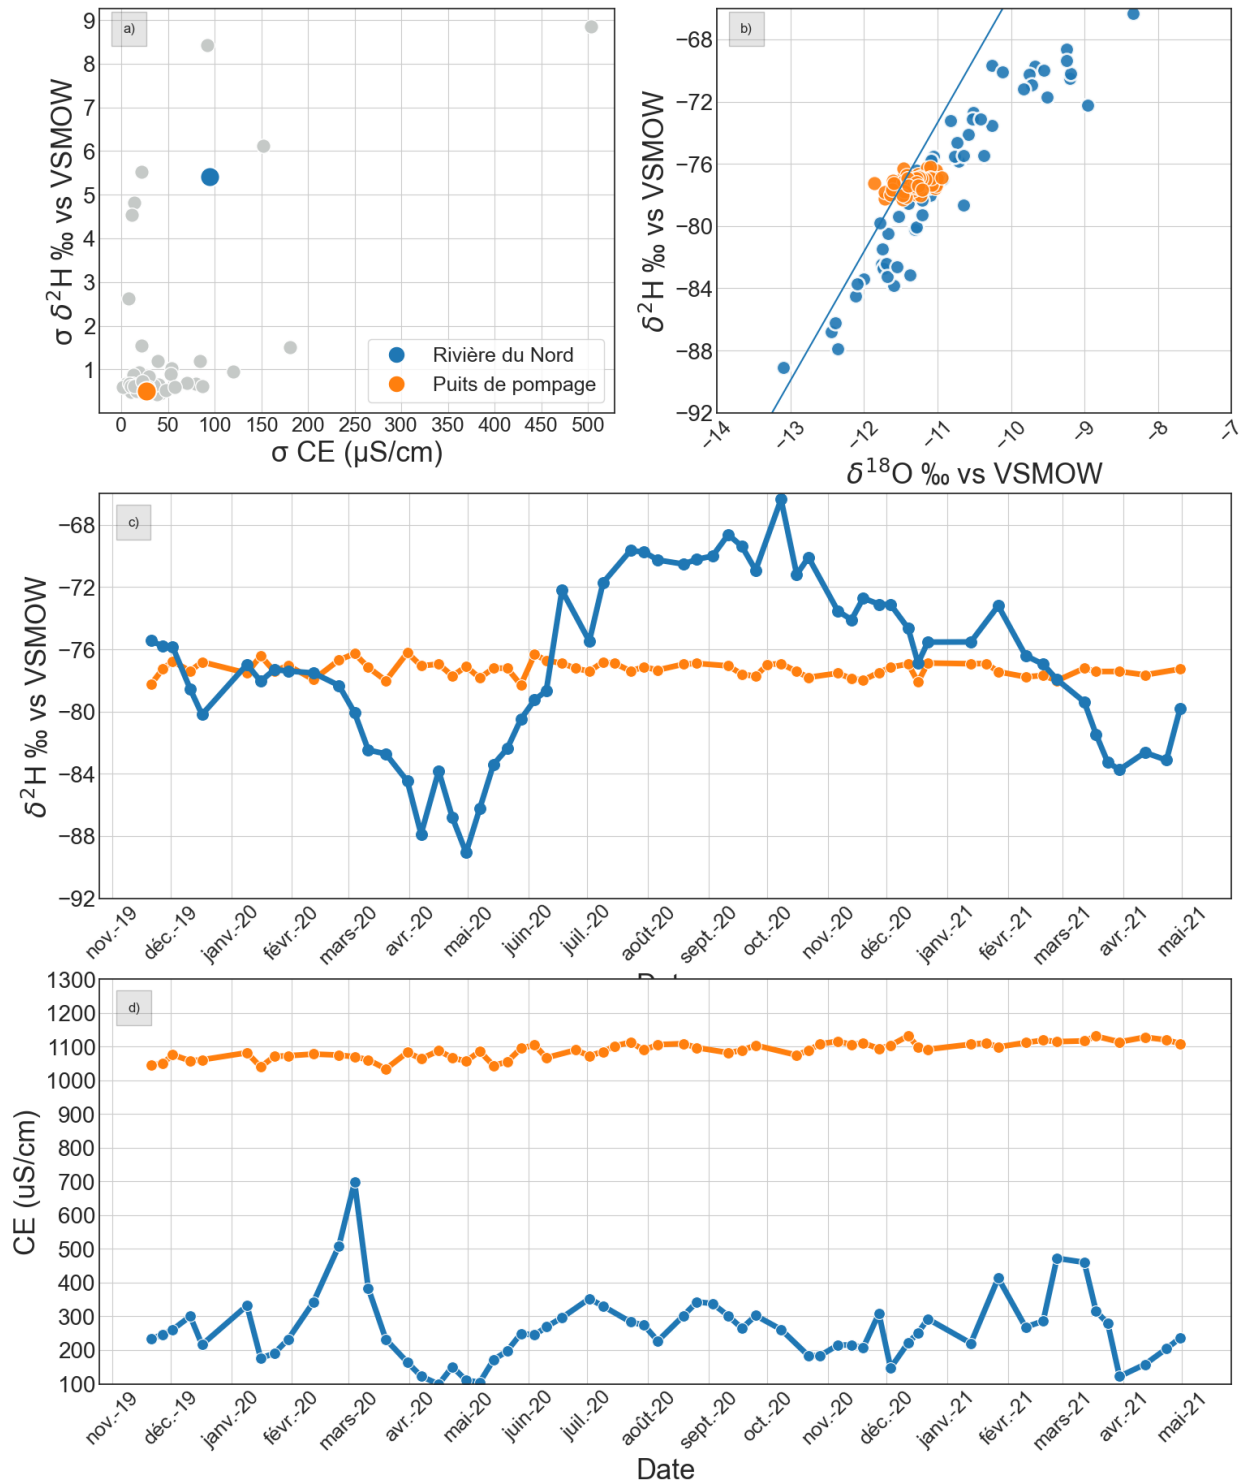 a)
9
8
7
6
5
4
3
2
1
σ δ²H ‰ vs VSMOW
Rivière du Nord
Puits de pompage
0 50 100 150 200 250 300 350 400 450 500
σ CE (µS/cm)
b)
−68
−72
−76
−80
−84
−88
−92
δ²H ‰ vs VSMOW
−14 −13 −12 −11 −10 −9 −8 −7
δ¹⁸O ‰ vs VSMOW
c)
−68
−72
−76
−80
−84
−88
−92
δ²H ‰ vs VSMOW
nov.-19 déc.-19 janv.-20 févr.-20 mars-20 avr.-20 mai-20 juin-20 juil.-20 août-20 sept.-20 oct.-20 nov.-20 déc.-20 janv.-21 févr.-21 mars-21 avr.-21 mai-21
d)
1300
1200
1100
1000
900
800
700
600
500
400
300
200
100
CE (uS/cm)
nov.-19 déc.-19 janv.-20 févr.-20 mars-20 avr.-20 mai-20 juin-20 juil.-20 août-20 sept.-20 oct.-20 nov.-20 déc.-20 janv.-21 févr.-21 mars-21 avr.-21 mai-21
Date